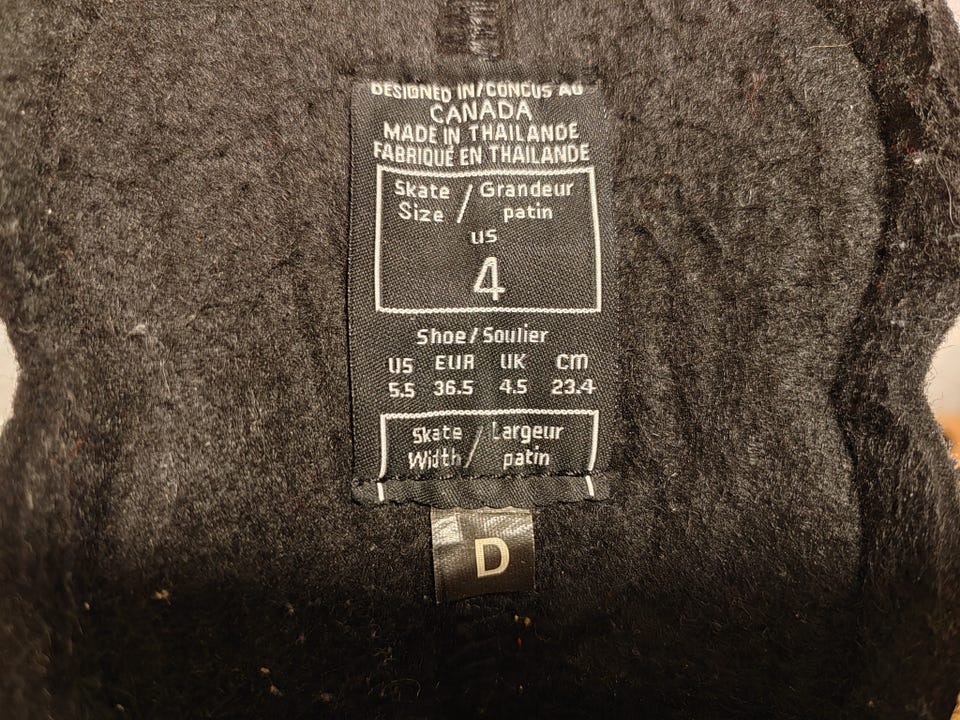 DESIGNED IN/CONCUS AU
CANADA
MADE IN THAILANDE
FABRIQUÉ EN THAILANDE
Skate / Grandeur
Size / patin
US
4
Shoe/Soulier
US EUR UK CM
5.5 36.5 4.5 23.4
Skate / Largeur
Width / patin
D